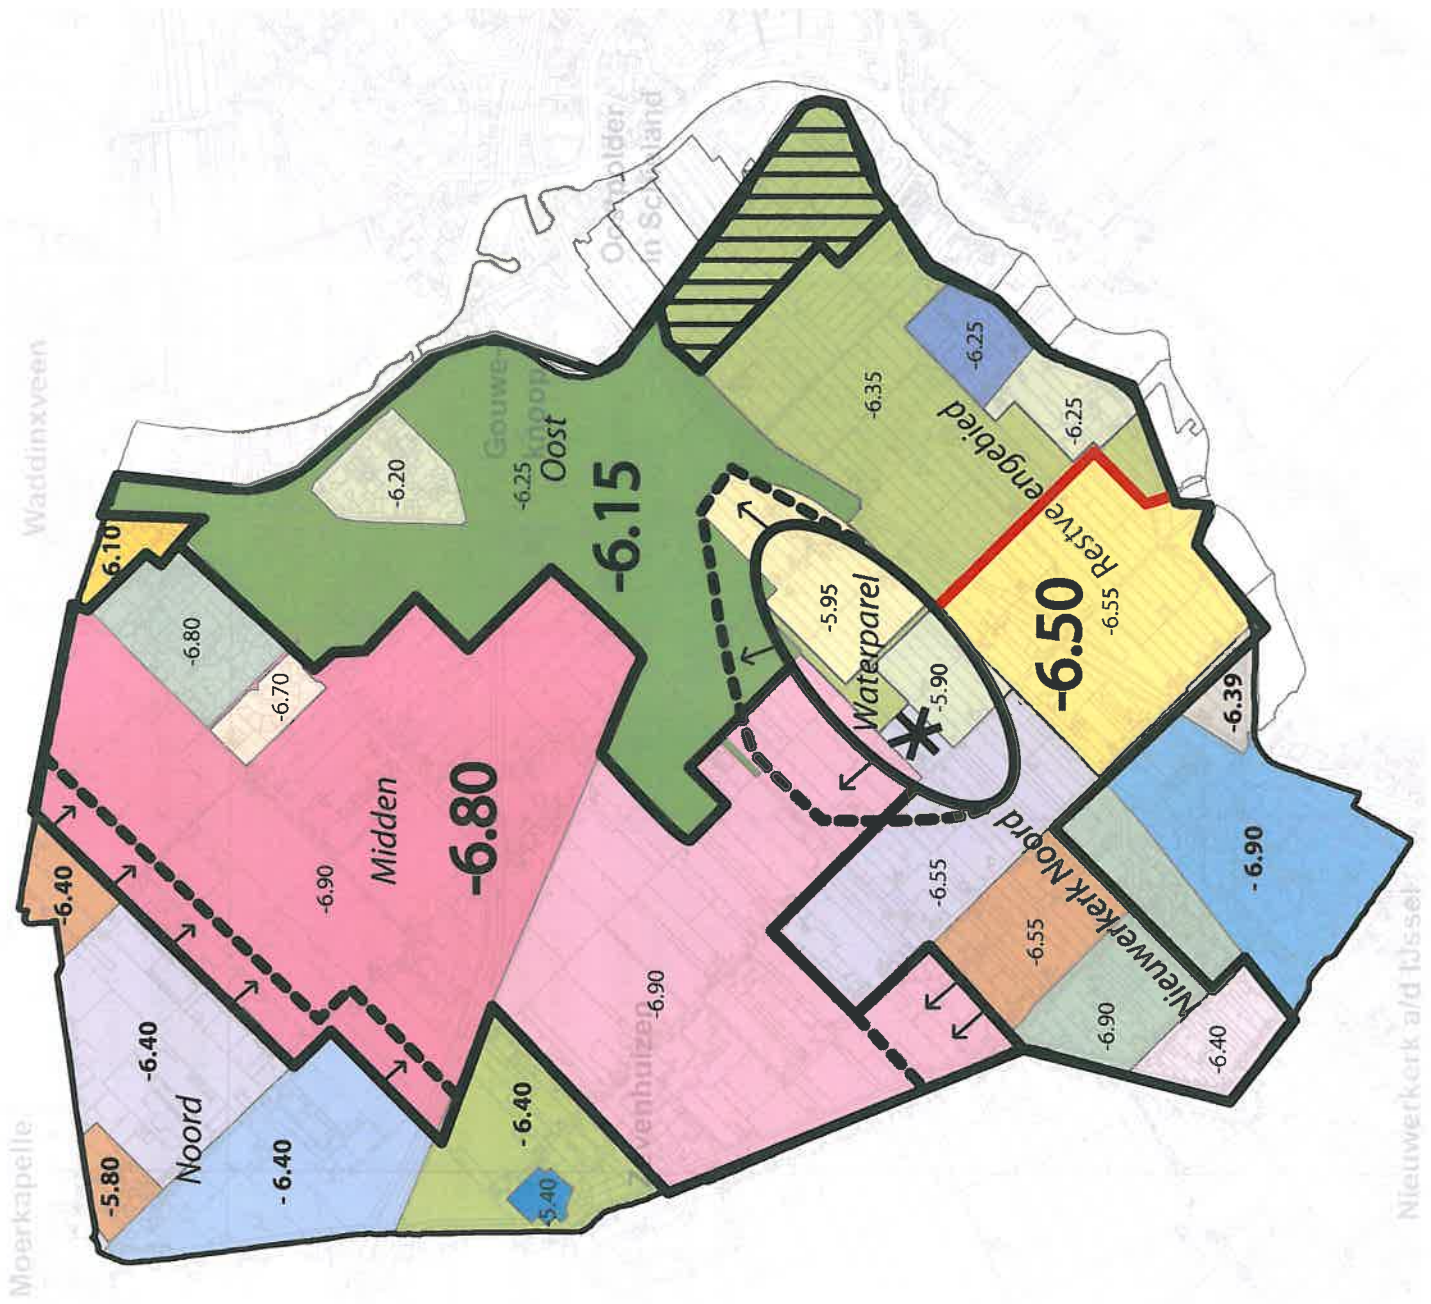 Waddinxveen
Moerkapelle
Gouwe-
knoop
Oostpolder
in Schieland
Zevenhuizen
Nieuwerkerk a/d IJssel
6.10
-6.80
-6.70
-6.20
-6.25
Oost
-6.15
-6.35
-6.25
-6.25
Restveengebied
-6.50
-6.55
-5.95
Waterparel
-5.90
*
-6.39
-6.90
Midden
-6.80
-6.90
-6.40
-6.40
Noord
-5.80
-6.40
-6.40
-5.40
-6.90
-6.55
-6.55
Nieuwerkerk Noord
-6.90
-6.40